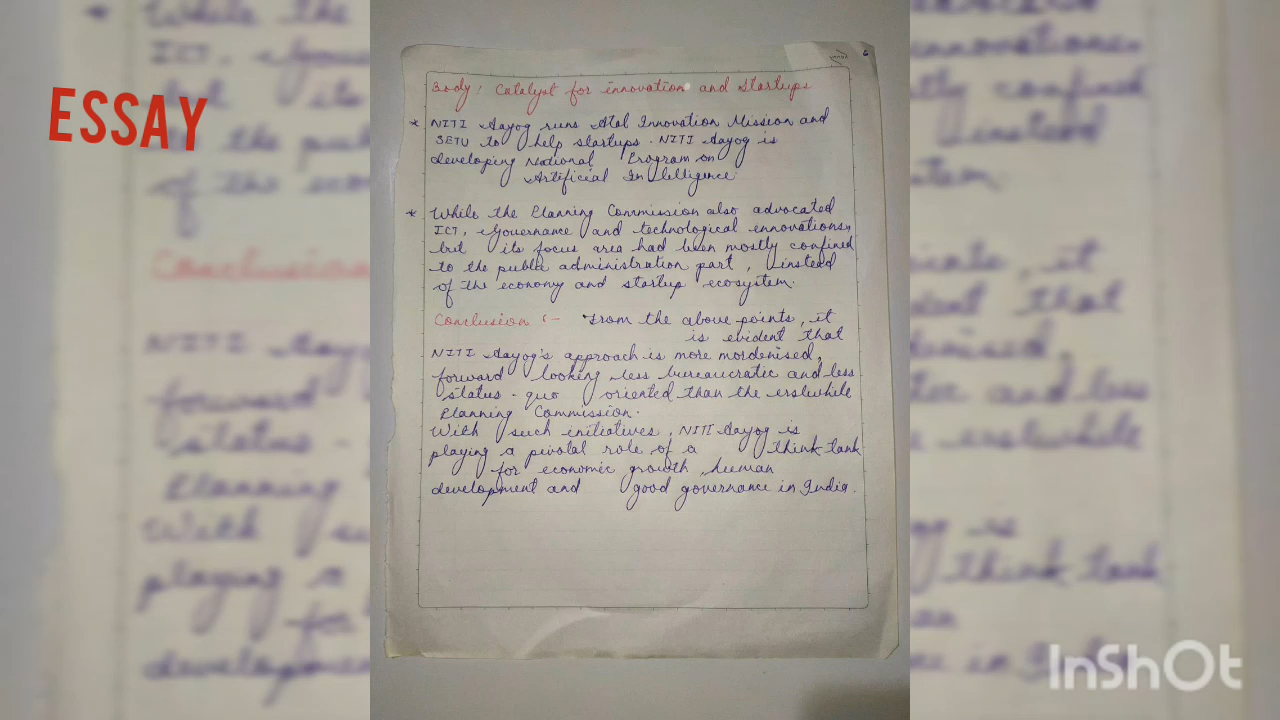 ESSAY
Body: Catalyst for innovation and Startups
* NITI Aayog runs Atal Innovation Mission and
SETU to help startups. NITI Aayog is
developing National Program on
Artificial Intelligence.
* While the Planning Commission also advocated
ICT, eGovernance and technological innovations,
but its focus area had been mostly confined
to the public administration part, instead
of the economy and startup ecosystem.
Conclusion :- From the above points, it
is evident that
NITI Aayog's approach is more mordenised,
forward looking less bureaucratic and less
status-quo oriented than the erstwhile
Planning Commission.
With such initiatives, NITI Aayog is
playing a pivotal role of a think tank
for economic growth, human
development and good governance in India.
InShOt